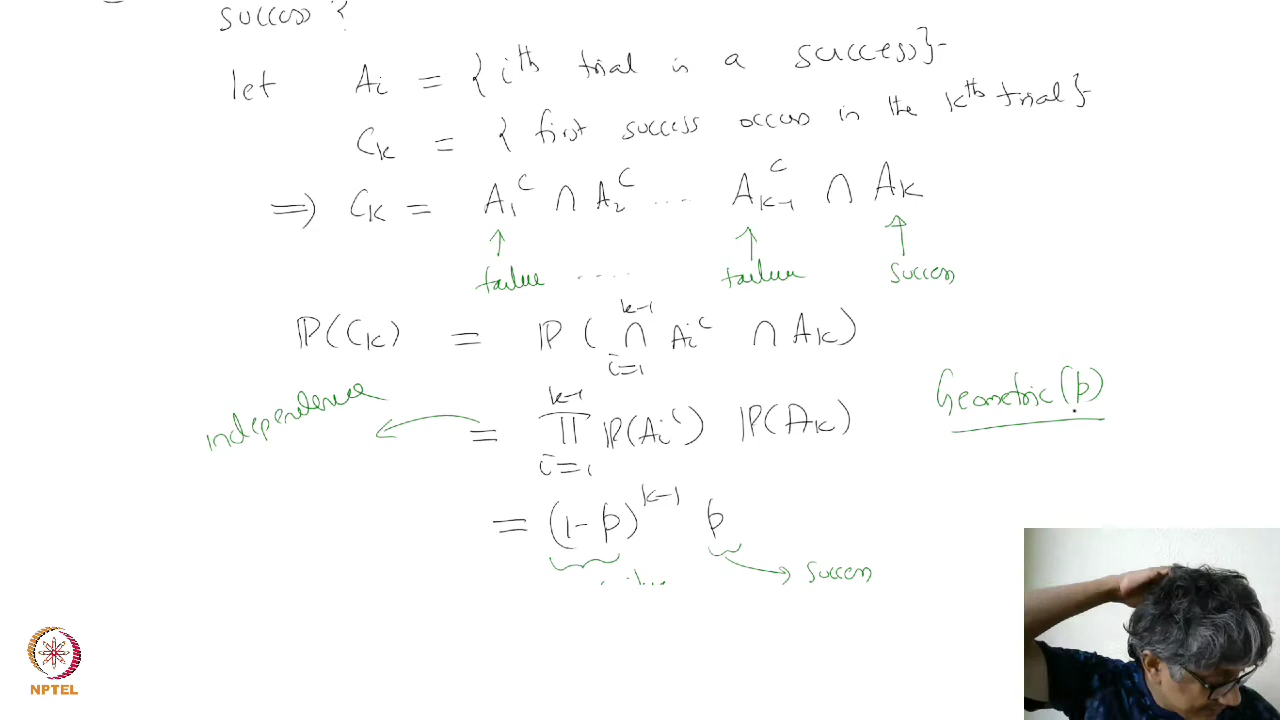 success?
let Ai = { ith trial is a success}
Ck = { first success occurs in the kth trial}
⇒ Ck = A₁ᶜ ∩ A₂ᶜ .... Aₖ₋₁ᶜ ∩ Aₖ
failure ..... failure success
ℙ(Ck) = ℙ( ∩_{i=1}^{k-1} Aiᶜ ∩ Ak)
independence = ∏_{i=1}^{k-1} ℙ(Aiᶜ) ℙ(Ak) Geometric(p)
= (1-p)^{k-1} p
success
NPTEL